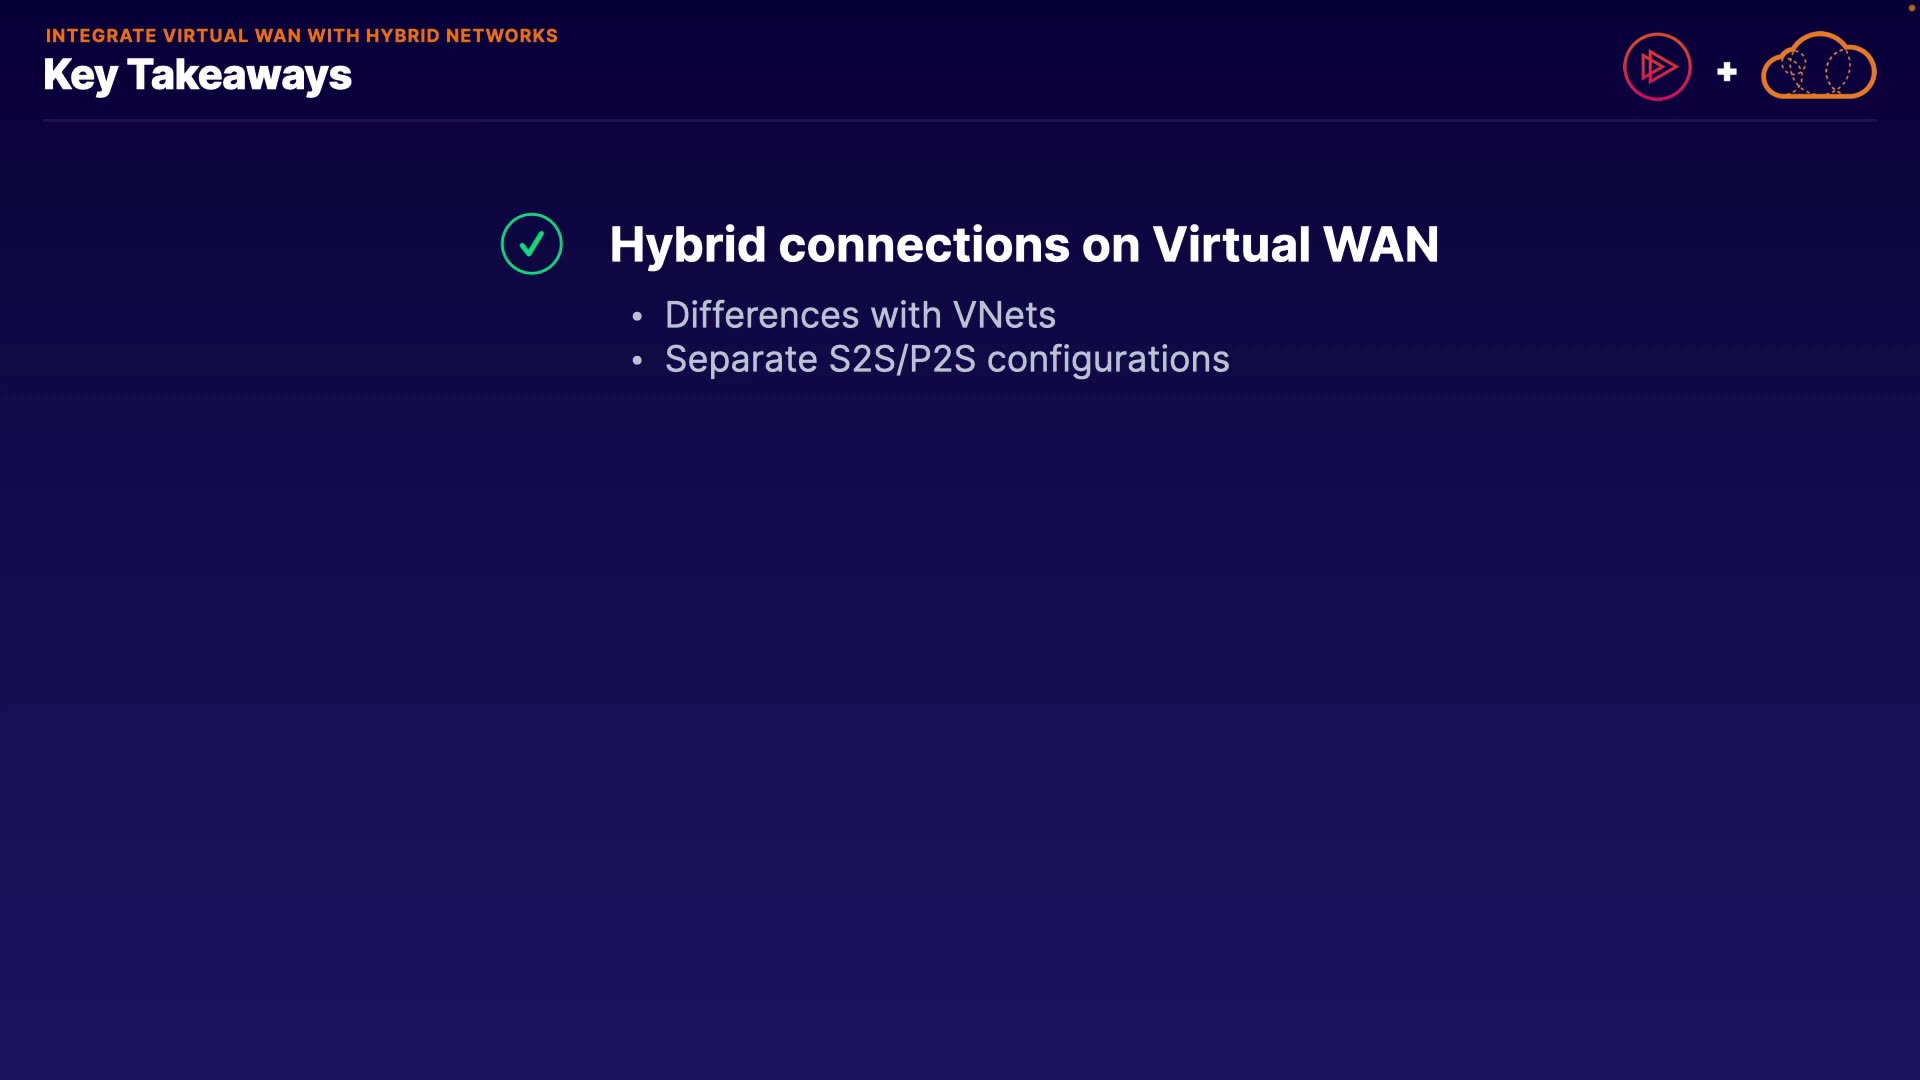 INTEGRATE VIRTUAL WAN WITH HYBRID NETWORKS
Key Takeaways
Hybrid connections on Virtual WAN
• Differences with VNets
• Separate S2S/P2S configurations